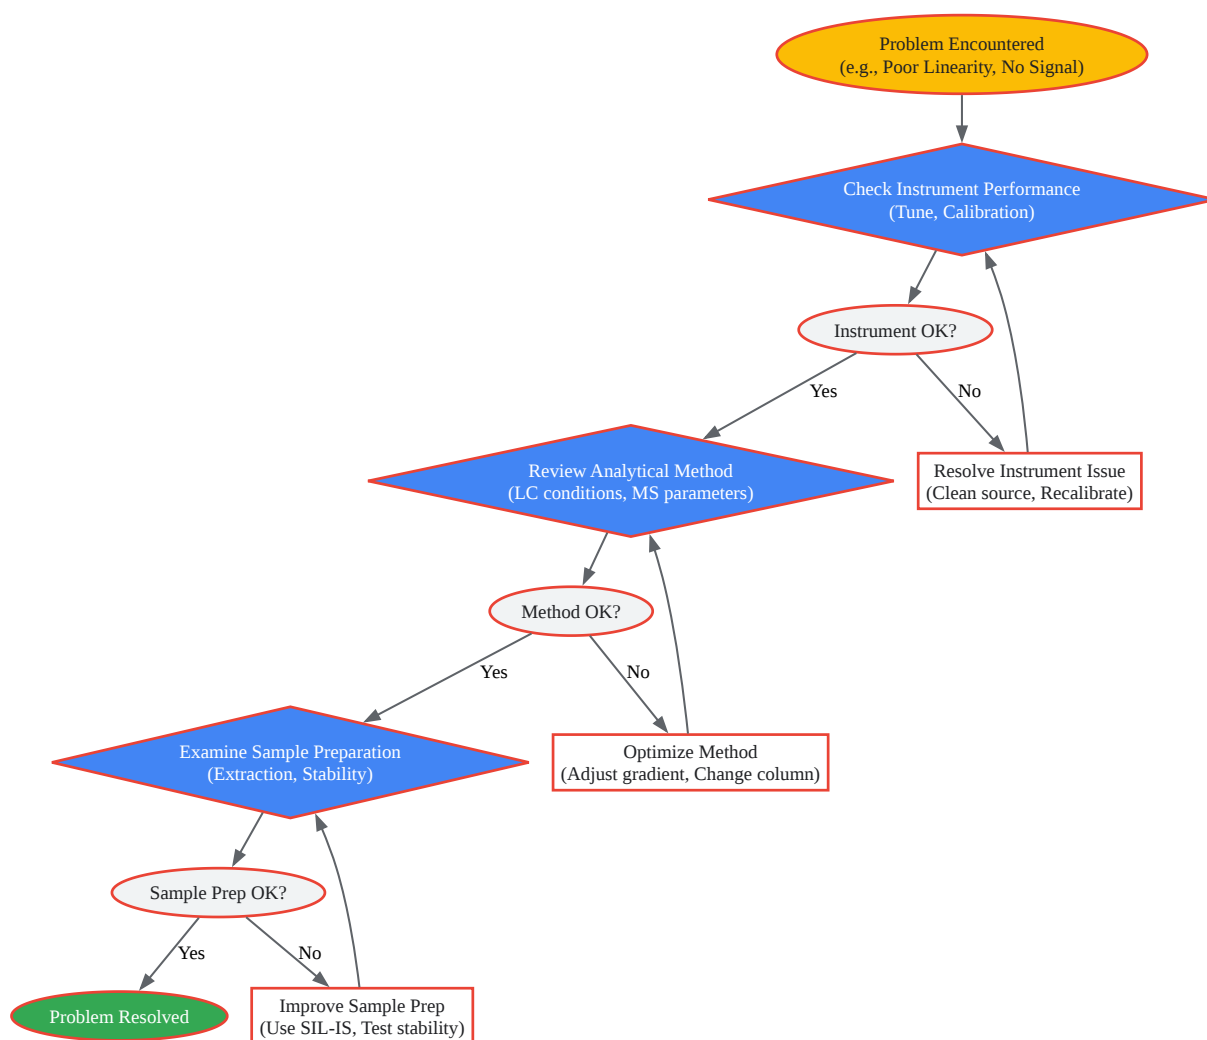 Problem Encountered
(e.g., Poor Linearity, No Signal)
Check Instrument Performance
(Tune, Calibration)
Instrument OK?
Yes
No
Review Analytical Method
(LC conditions, MS parameters)
Resolve Instrument Issue
(Clean source, Recalibrate)
Method OK?
Yes
No
Examine Sample Preparation
(Extraction, Stability)
Optimize Method
(Adjust gradient, Change column)
Sample Prep OK?
Yes
No
Problem Resolved
Improve Sample Prep
(Use SIL-IS, Test stability)